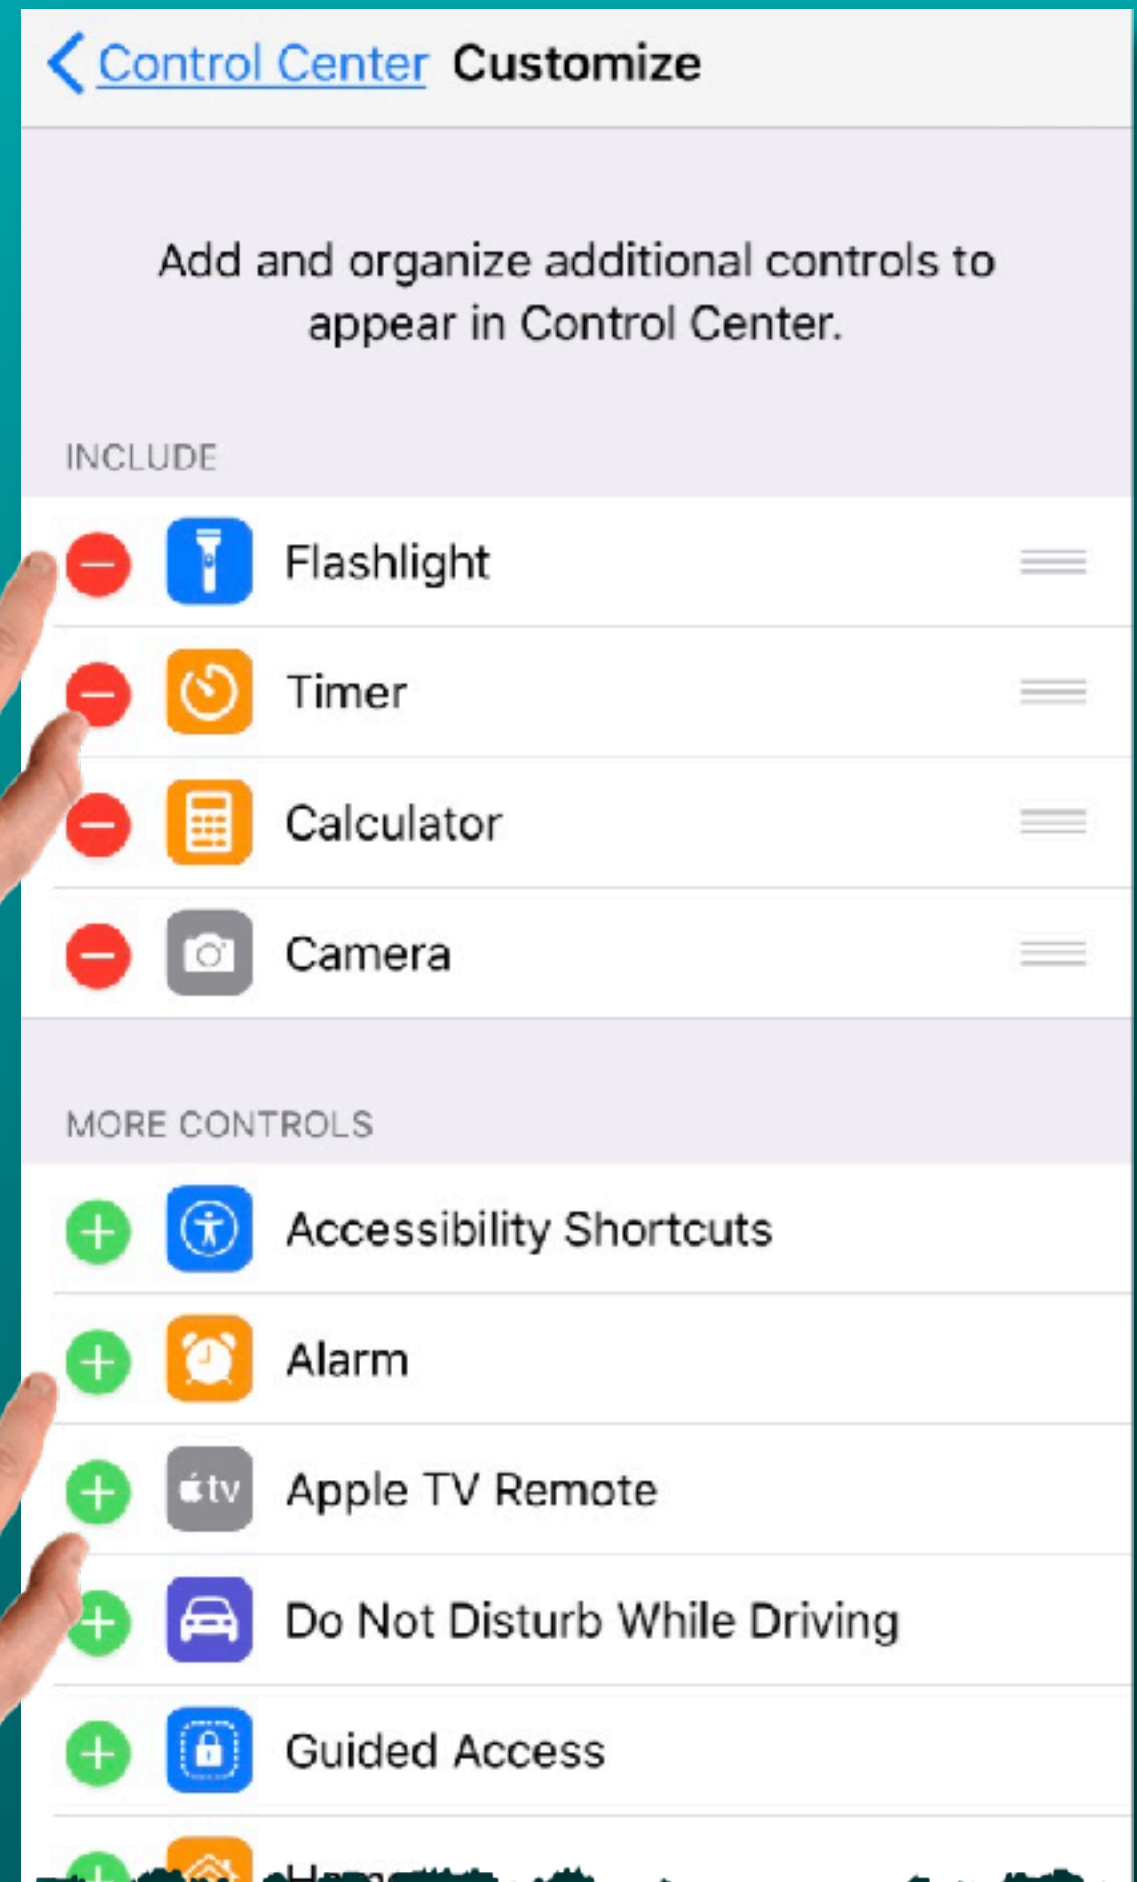 Control Center Customize
Add and organize additional controls to
appear in Control Center.
INCLUDE
Flashlight
Timer
Calculator
Camera
MORE CONTROLS
Accessibility Shortcuts
Alarm
tv Apple TV Remote
Do Not Disturb While Driving
Guided Access